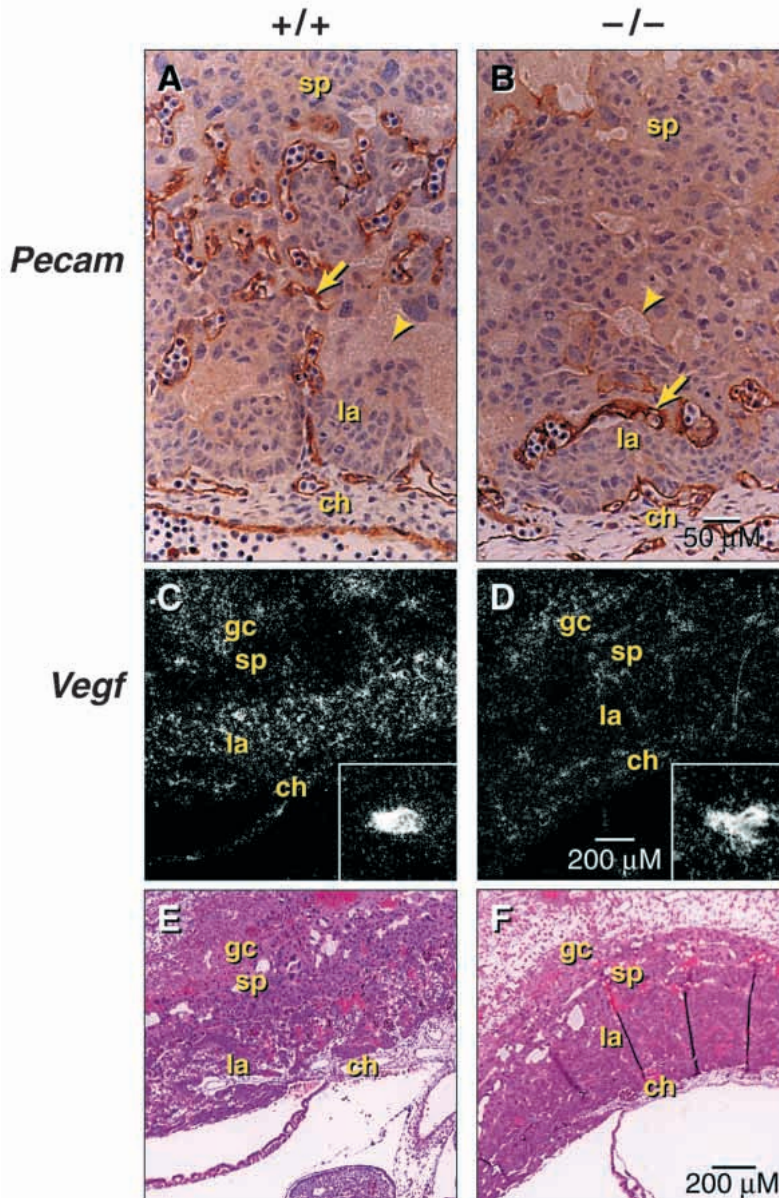 +/+
−/−
Pecam
A
sp
la
ch
B
sp
la
ch
50 μM
Vegf
C
gc
sp
la
ch
D
gc
sp
la
ch
200 μM
E
gc
sp
la
ch
F
gc
sp
la
ch
200 μM